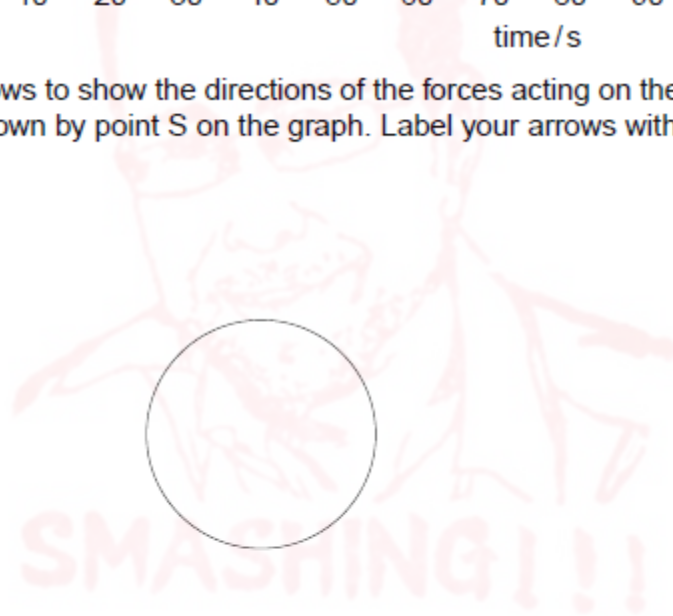 time/s
ws to show the directions of the forces acting on the
own by point S on the graph. Label your arrows with
SMASHING!!!